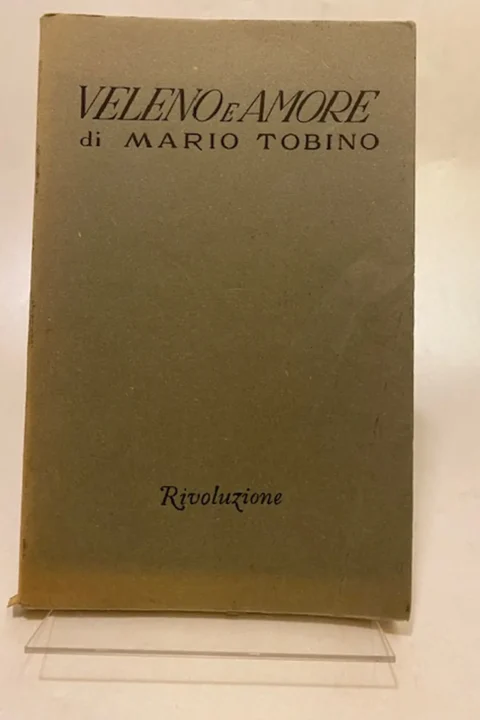 VELENO E AMORE
di MARIO TOBINO
Rivoluzione